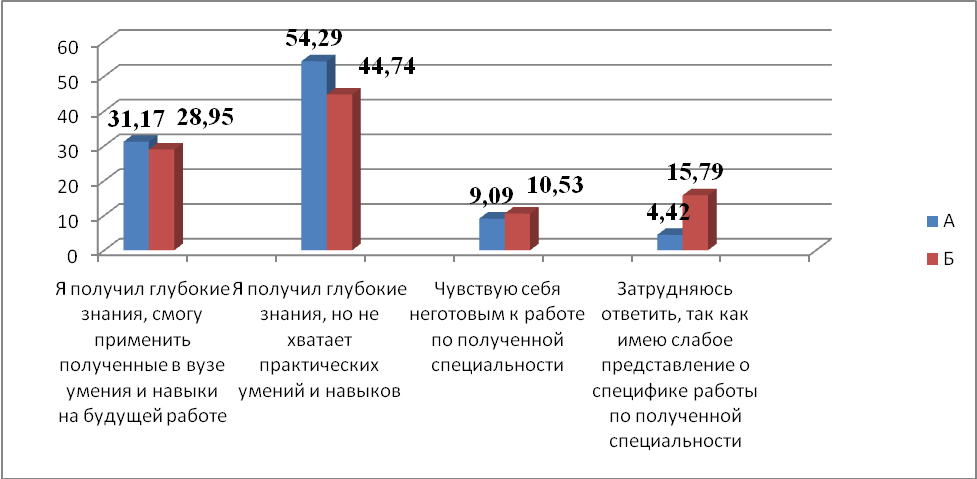 60
50
40
30
20
10
0
31,17
28,95
54,29
44,74
9,09
10,53
4,42
15,79
Я получил глубокие
знания, смогу
применить
полученные в вузе
умения и навыки
на будущей работе
Я получил глубокие
знания, но не
хватает
практических
умений и навыков
Чувствую себя
неготовым к работе
по полученной
специальности
Затрудняюсь
ответить, так как
имею слабое
представление о
специфике работы
по полученной
специальности
А
Б